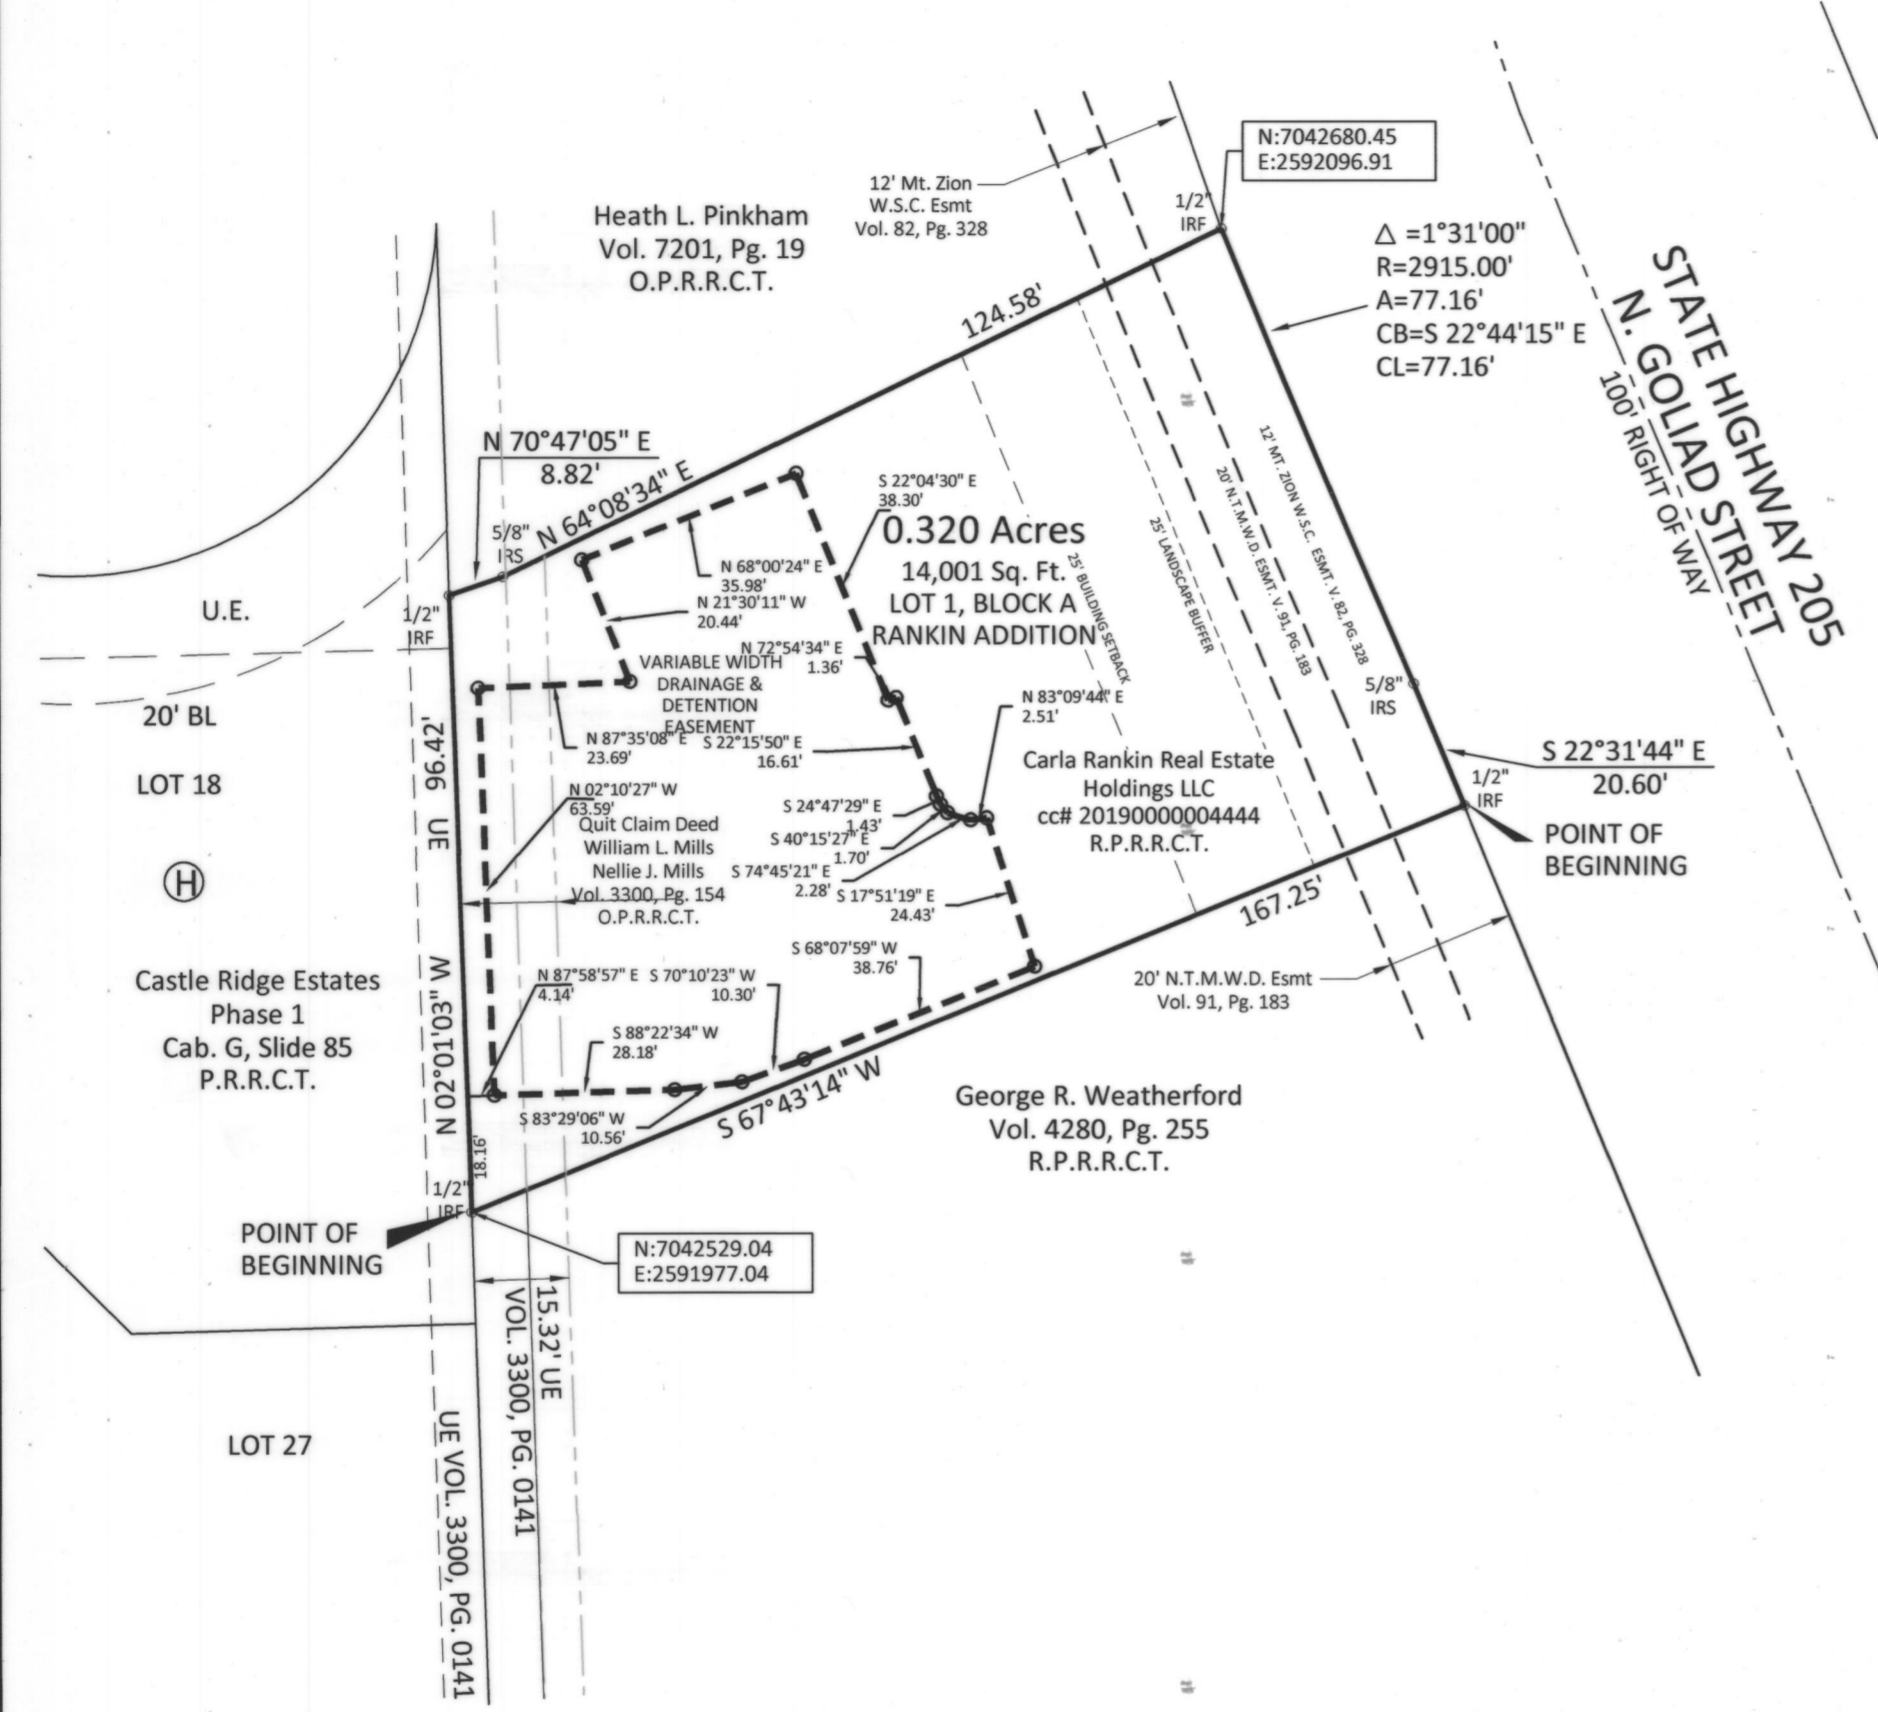 N:7042680.45
E:2592096.91
12' Mt. Zion
W.S.C. Esmt
Vol. 82, Pg. 328
1/2"
IRF
Heath L. Pinkham
Vol. 7201, Pg. 19
O.P.R.R.C.T.
Δ =1°31'00"
R=2915.00'
A=77.16'
CB=S 22°44'15" E
CL=77.16'
STATE HIGHWAY 205
N. GOLIAD STREET
100' RIGHT OF WAY
124.58'
N 64°08'34" E
N 70°47'05" E
8.82'
5/8"
IRS
1/2"
IRF
U.E.
20' BL
LOT 18
H
Castle Ridge Estates
Phase 1
Cab. G, Slide 85
P.R.R.C.T.
S 22°04'30" E
38.30'
0.320 Acres
14,001 Sq. Ft.
LOT 1, BLOCK A
RANKIN ADDITION
N 68°00'24" E
35.98'
N 21°30'11" W
20.44'
N 72°54'34" E
1.36'
VARIABLE WIDTH
DRAINAGE &
DETENTION
EASEMENT
N 87°35'08" E
23.69'
S 22°15'50" E
16.61'
N 02°10'27" W
63.59'
Quit Claim Deed
William L. Mills
Nellie J. Mills
Vol. 3300, Pg. 154
O.P.R.R.C.T.
S 24°47'29" E
1.43'
S 40°15'27" E
1.70'
S 74°45'21" E
2.28'
S 17°51'19" E
24.43'
N 83°09'44" E
2.51'
Carla Rankin Real Estate
Holdings LLC
cc# 20190000004444
R.P.R.R.C.T.
25' BUILDING SETBACK
25' LANDSCAPE BUFFER
20' N.T.M.W.D. ESMT. V. 91, PG. 183
12' MT. ZION W.S.C. ESMT. V. 82, PG. 328
5/8"
IRS
S 22°31'44" E
20.60'
1/2"
IRF
POINT OF
BEGINNING
167.25'
S 67°43'14" W
20' N.T.M.W.D. Esmt
Vol. 91, Pg. 183
S 68°07'59" W
38.76'
N 87°58'57" E
4.14'
S 70°10'23" W
10.30'
S 88°22'34" W
28.18'
S 83°29'06" W
10.56'
George R. Weatherford
Vol. 4280, Pg. 255
R.P.R.R.C.T.
N 02°01'03" W
96.42'
UE
18.16'
1/2"
IRF
POINT OF
BEGINNING
N:7042529.04
E:2591977.04
15.32' UE
VOL. 3300, PG. 0141
UE VOL. 3300, PG. 0141
LOT 27